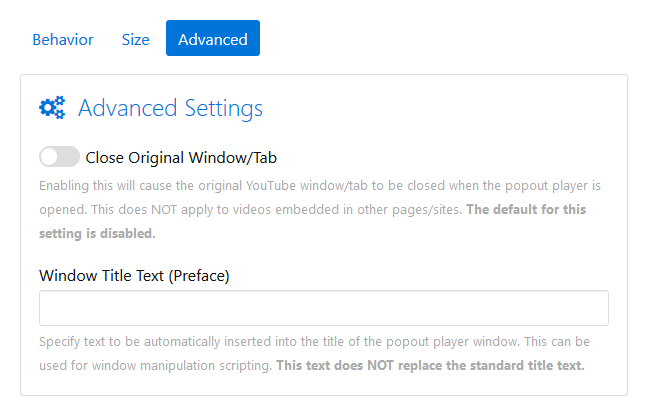 Behavior Size Advanced
Advanced Settings
Close Original Window/Tab
Enabling this will cause the original YouTube window/tab to be closed when the popout player is
opened. This does NOT apply to videos embedded in other pages/sites. The default for this
setting is disabled.
Window Title Text (Preface)
Specify text to be automatically inserted into the title of the popout player window. This can be
used for window manipulation scripting. This text does NOT replace the standard title text.